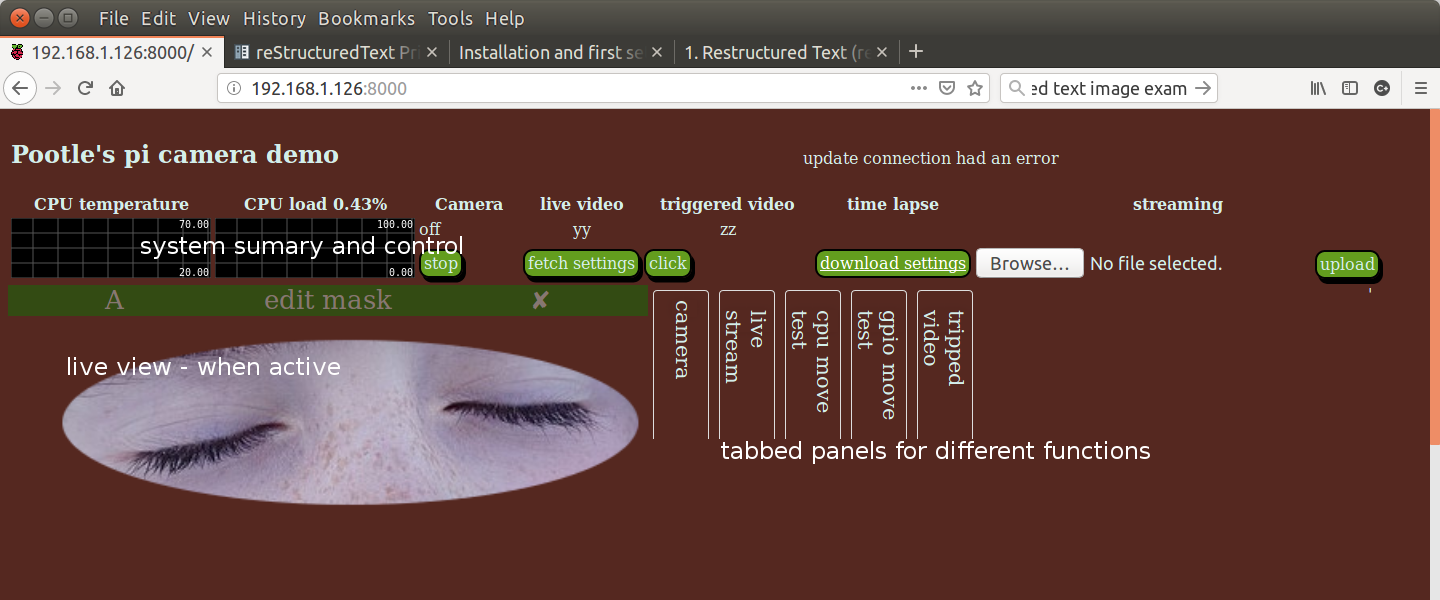 File Edit View History Bookmarks Tools Help
192.168.1.126:8000/ × reStructuredText Pri × Installation and first se × 1. Restructured Text (re × +
192.168.1.126:8000 ed text image exam
Pootle's pi camera demo
update connection had an error
CPU temperature CPU load 0.43% Camera live video triggered video time lapse streaming
70.00 100.00 off yy zz
system sumary and control
20.00 0.00 stop fetch settings click download settings Browse... No file selected. upload
A edit mask ✘
camera
live stream
cpu move test
gpio move test
tripped video
live view - when active
tabbed panels for different functions